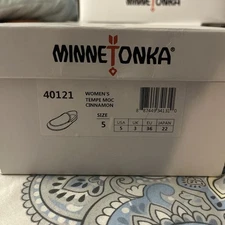 MINNETONKA®
40121
WOMEN'S
TEMPE MOC
CINNAMON
SIZE
5
USA UK EU JAPAN
5 3 36 22